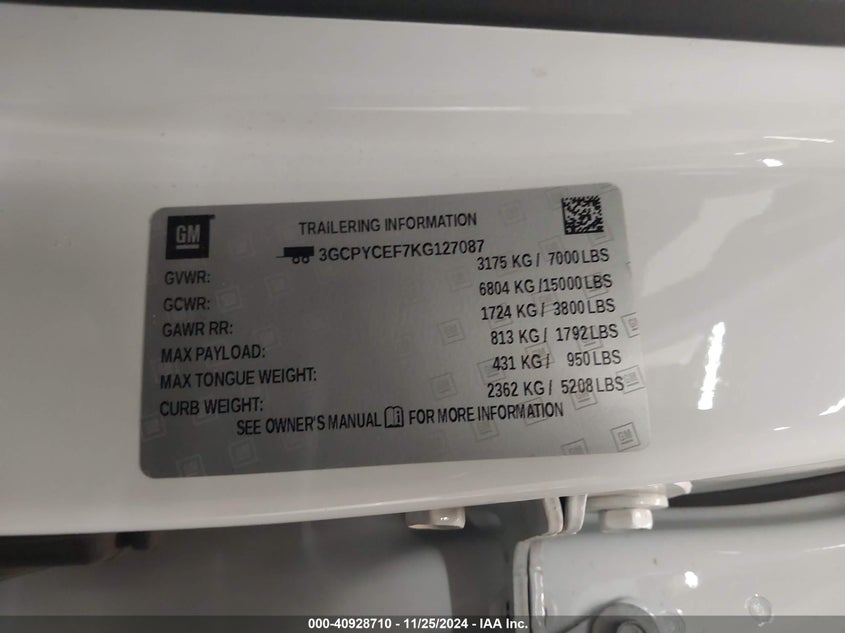 GM
TRAILERING INFORMATION
3GCPYCEF7KG127087
GVWR: 3175 KG / 7000 LBS
GCWR: 6804 KG /15000 LBS
GAWR RR: 1724 KG / 3800 LBS
MAX PAYLOAD: 813 KG / 1792 LBS
MAX TONGUE WEIGHT: 431 KG / 950 LBS
CURB WEIGHT: 2362 KG / 5208 LBS
SEE OWNER'S MANUAL FOR MORE INFORMATION
000-40928710 - 11/25/2024 - IAA Inc.